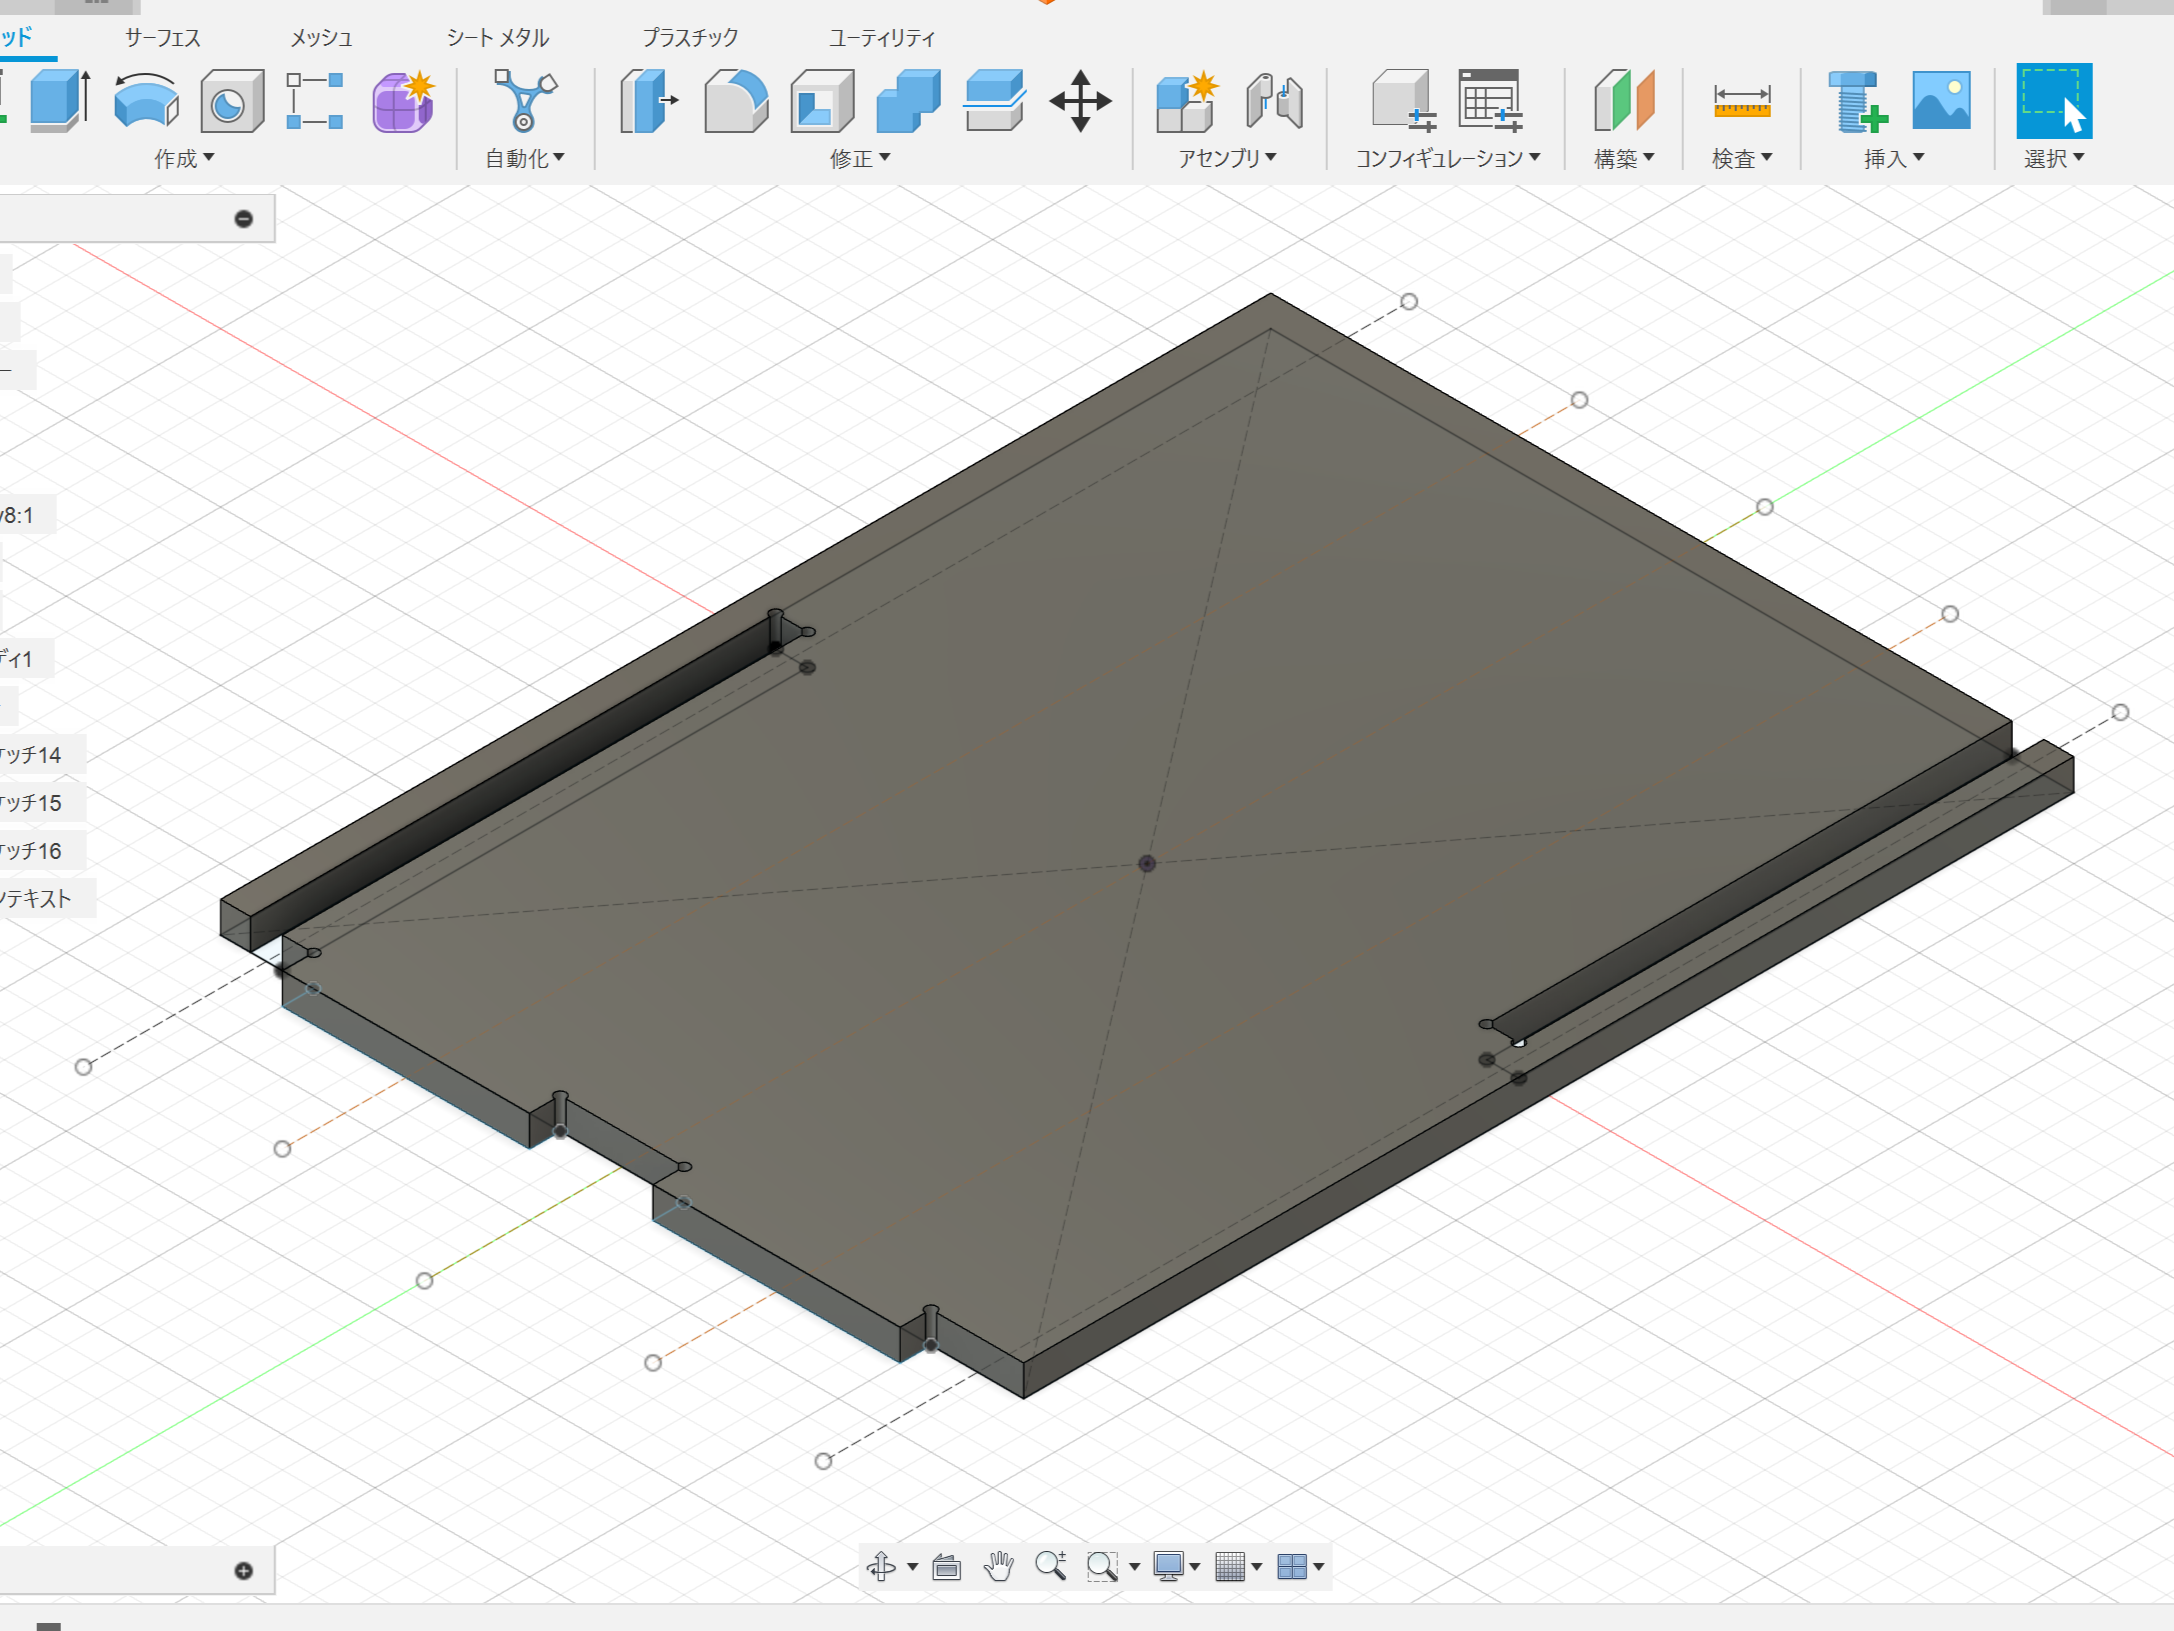 ッド サーフェス メッシュ シート メタル プラスチック ユーティリティ
作成 自動化 修正 アセンブリ コンフィギュレーション 構築 検査 挿入 選択
v8:1
ディ1
ッチ14
ッチ15
ッチ16
テキスト